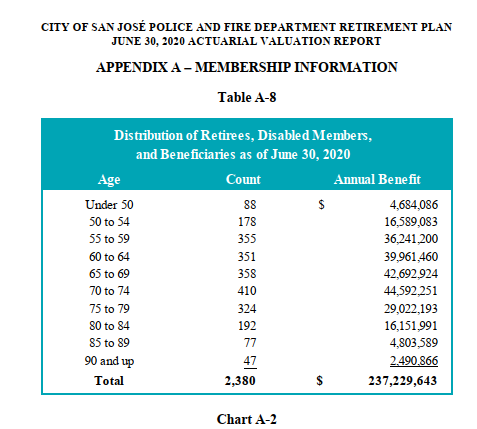 CITY OF SAN JOSÉ POLICE AND FIRE DEPARTMENT RETIREMENT PLAN
JUNE 30, 2020 ACTUARIAL VALUATION REPORT
APPENDIX A – MEMBERSHIP INFORMATION
Table A-8
Distribution of Retirees, Disabled Members,
and Beneficiaries as of June 30, 2020
Age Count Annual Benefit
Under 50 88 $ 4,684,086
50 to 54 178 16,589,083
55 to 59 355 36,241,200
60 to 64 351 39,961,460
65 to 69 358 42,692,924
70 to 74 410 44,592,251
75 to 79 324 29,022,193
80 to 84 192 16,151,991
85 to 89 77 4,803,589
90 and up 47 2,490,866
Total 2,380 $ 237,229,643
Chart A-2